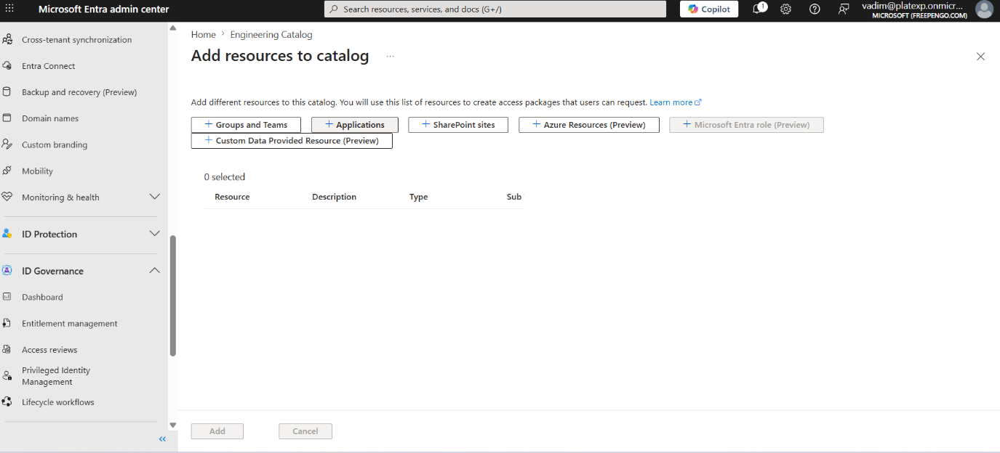 Microsoft Entra admin center
Search resources, services, and docs (G+/)
Copilot
1
vadim@platexp.onmicr...
MICROSOFT (FREEPENGO.COM)
Cross-tenant synchronization
Entra Connect
Backup and recovery (Preview)
Domain names
Custom branding
Mobility
Monitoring & health
ID Protection
ID Governance
Dashboard
Entitlement management
Access reviews
Privileged Identity
Management
Lifecycle workflows
Home > Engineering Catalog
Add resources to catalog ...
Add different resources to this catalog. You will use this list of resources to create access packages that users can request. Learn more
+ Groups and Teams + Applications + SharePoint sites + Azure Resources (Preview) + Microsoft Entra role (Preview)
+ Custom Data Provided Resource (Preview)
0 selected
Resource Description Type Sub
Add Cancel